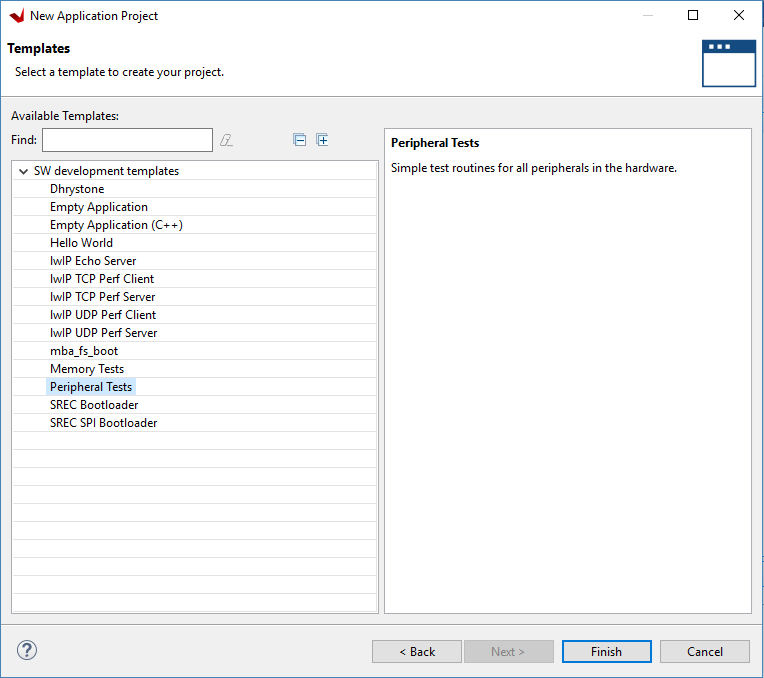 New Application Project
Templates
Select a template to create your project.
Available Templates:
Find:
SW development templates
Dhrystone
Empty Application
Empty Application (C++)
Hello World
lwIP Echo Server
lwIP TCP Perf Client
lwIP TCP Perf Server
lwIP UDP Perf Client
lwIP UDP Perf Server
mba_fs_boot
Memory Tests
Peripheral Tests
SREC Bootloader
SREC SPI Bootloader
Peripheral Tests
Simple test routines for all peripherals in the hardware.
< Back
Next >
Finish
Cancel